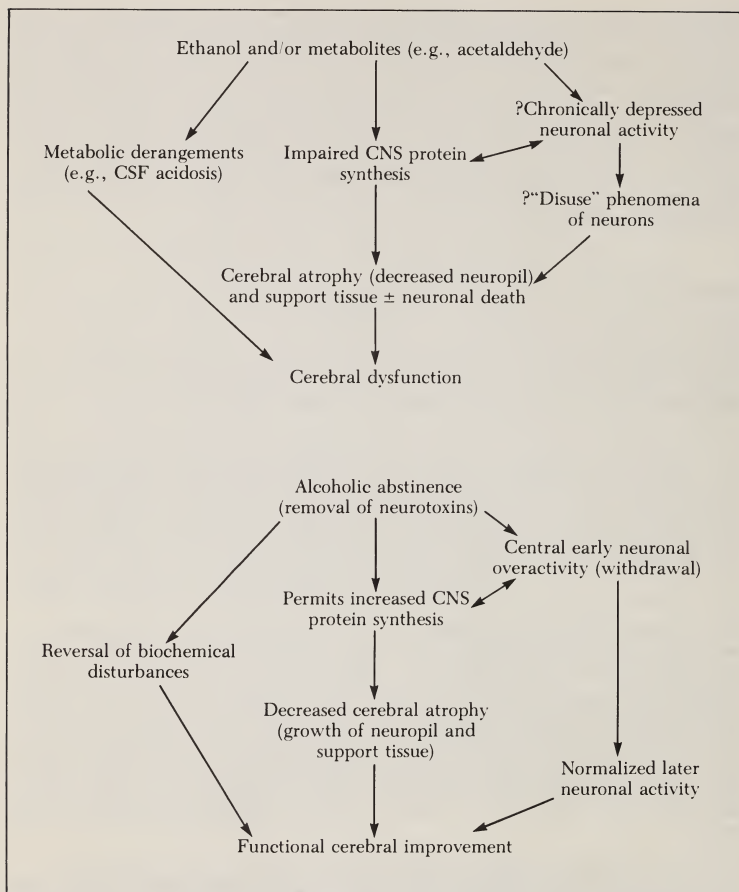 Ethanol and/or metabolites (e.g., acetaldehyde)
?Chronically depressed
neuronal activity
Metabolic derangements
(e.g., CSF acidosis)
Impaired CNS protein
synthesis
?“Disuse” phenomena
of neurons
Cerebral atrophy (decreased neuropil)
and support tissue ± neuronal death
Cerebral dysfunction
Alcoholic abstinence
(removal of neurotoxins)
Central early neuronal
overactivity (withdrawal)
Permits increased CNS
protein synthesis
Reversal of biochemical
disturbances
Decreased cerebral atrophy
(growth of neuropil and
support tissue)
Normalized later
neuronal activity
Functional cerebral improvement